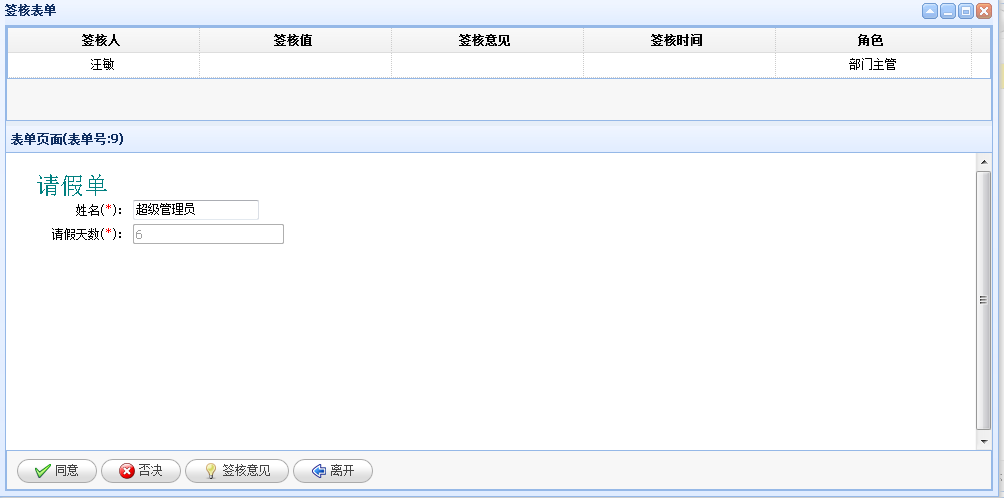 签核表单
签核人 签核值 签核意见 签核时间 角色
汪敏 部门主管
表单页面(表单号:9)
请假单
姓名(*)： 超级管理员
请假天数(*)： 6
同意 否决 签核意见 离开